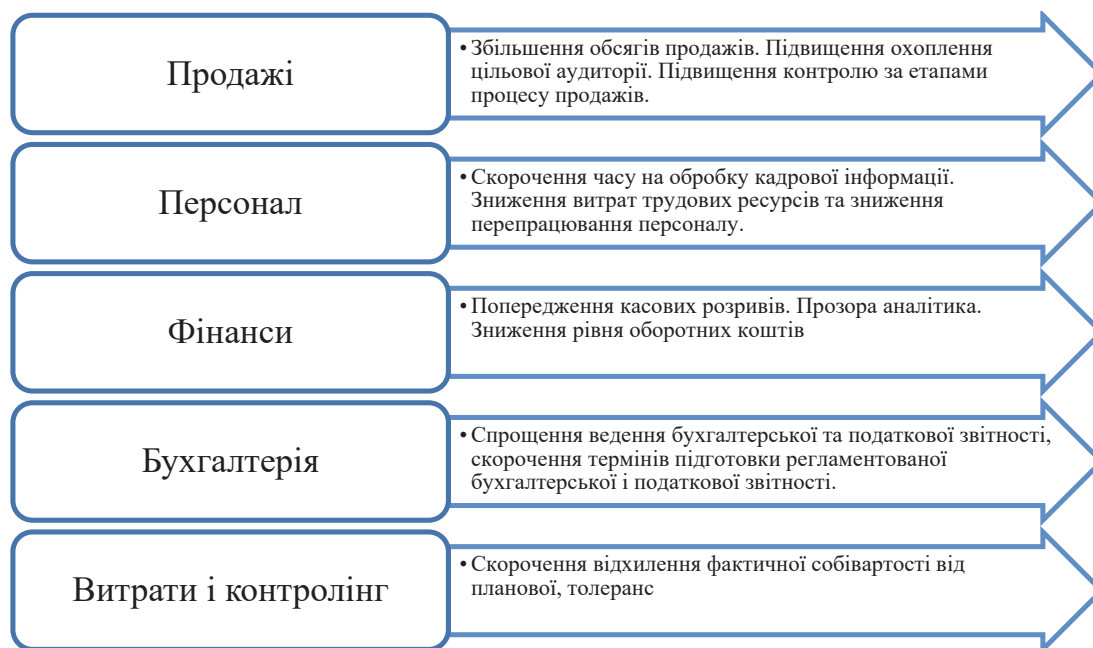 Продажі
• Збільшення обсягів продажів. Підвищення охоплення
цільової аудиторії. Підвищення контролю за етапами
процесу продажів.
Персонал
• Скорочення часу на обробку кадрової інформації.
Зниження витрат трудових ресурсів та зниження
перепрацювання персоналу.
Фінанси
• Попередження касових розривів. Прозора аналітика.
Зниження рівня оборотних коштів
Бухгалтерія
• Спрощення ведення бухгалтерської та податкової звітності,
скорочення термінів підготовки регламентованої
бухгалтерської і податкової звітності.
Витрати і контролінг
• Скорочення відхилення фактичної собівартості від
планової, толеранс